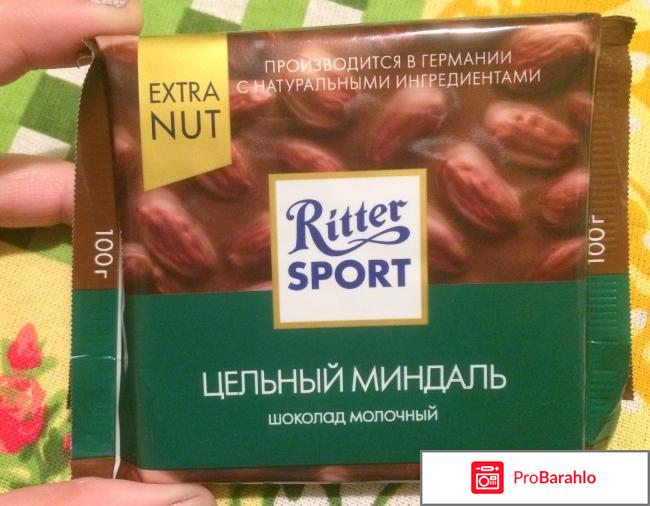 ПРОИЗВОДИТСЯ В ГЕРМАНИИ
С НАТУРАЛЬНЫМИ ИНГРЕДИЕНТАМИ
EXTRA
NUT
Ritter
SPORT
100г
100г
ЦЕЛЬНЫЙ МИНДАЛЬ
ШОКОЛАД МОЛОЧНЫЙ
ProBarahlo